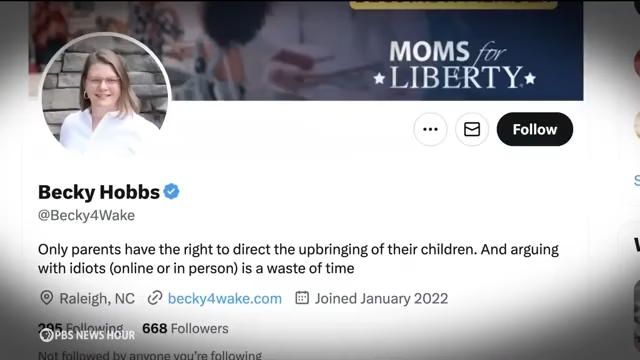 MOMS for
LIBERTY
Follow
Becky Hobbs
@Becky4Wake
Only parents have the right to direct the upbringing of their children. And arguing
with idiots (online or in person) is a waste of time
Raleigh, NC becky4wake.com Joined January 2022
Following 668 Followers
PBS NEWS HOUR
Not followed by anyone you're following